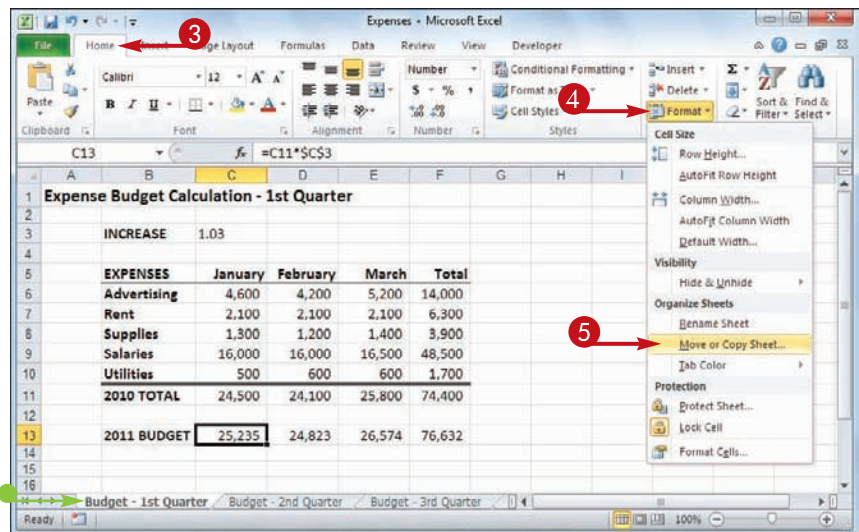 Expenses - Microsoft Excel
3
File Home Insert Page Layout Formulas Data Review View Developer
Paste
Calibri 12 A A
B I U A
Number
$ % ,
Conditional Formatting
Format as
Cell Styles
4
Insert
Delete
Format
Σ
Sort & Filter
Find & Select
Clipboard Font Alignment Number Styles
C13 fx =C11*$C$3
A B C D E F G H I
1 Expense Budget Calculation - 1st Quarter
2
3 INCREASE 1.03
4
5 EXPENSES January February March Total
6 Advertising 4,600 4,200 5,200 14,000
7 Rent 2,100 2,100 2,100 6,300
8 Supplies 1,300 1,200 1,400 3,900
9 Salaries 16,000 16,000 16,500 48,500
10 Utilities 500 600 600 1,700
11 2010 TOTAL 24,500 24,100 25,800 74,400
12
13 2011 BUDGET 25,235 24,823 26,574 76,632
14
15
16
Cell Size
Row Height...
AutoFit Row Height
Column Width...
AutoFit Column Width
Default Width...
Visibility
Hide & Unhide
Organize Sheets
Rename Sheet
5
Move or Copy Sheet...
Tab Color
Protection
Protect Sheet...
Lock Cell
Format Cells...
Budget - 1st Quarter Budget - 2nd Quarter Budget - 3rd Quarter
Ready 100%